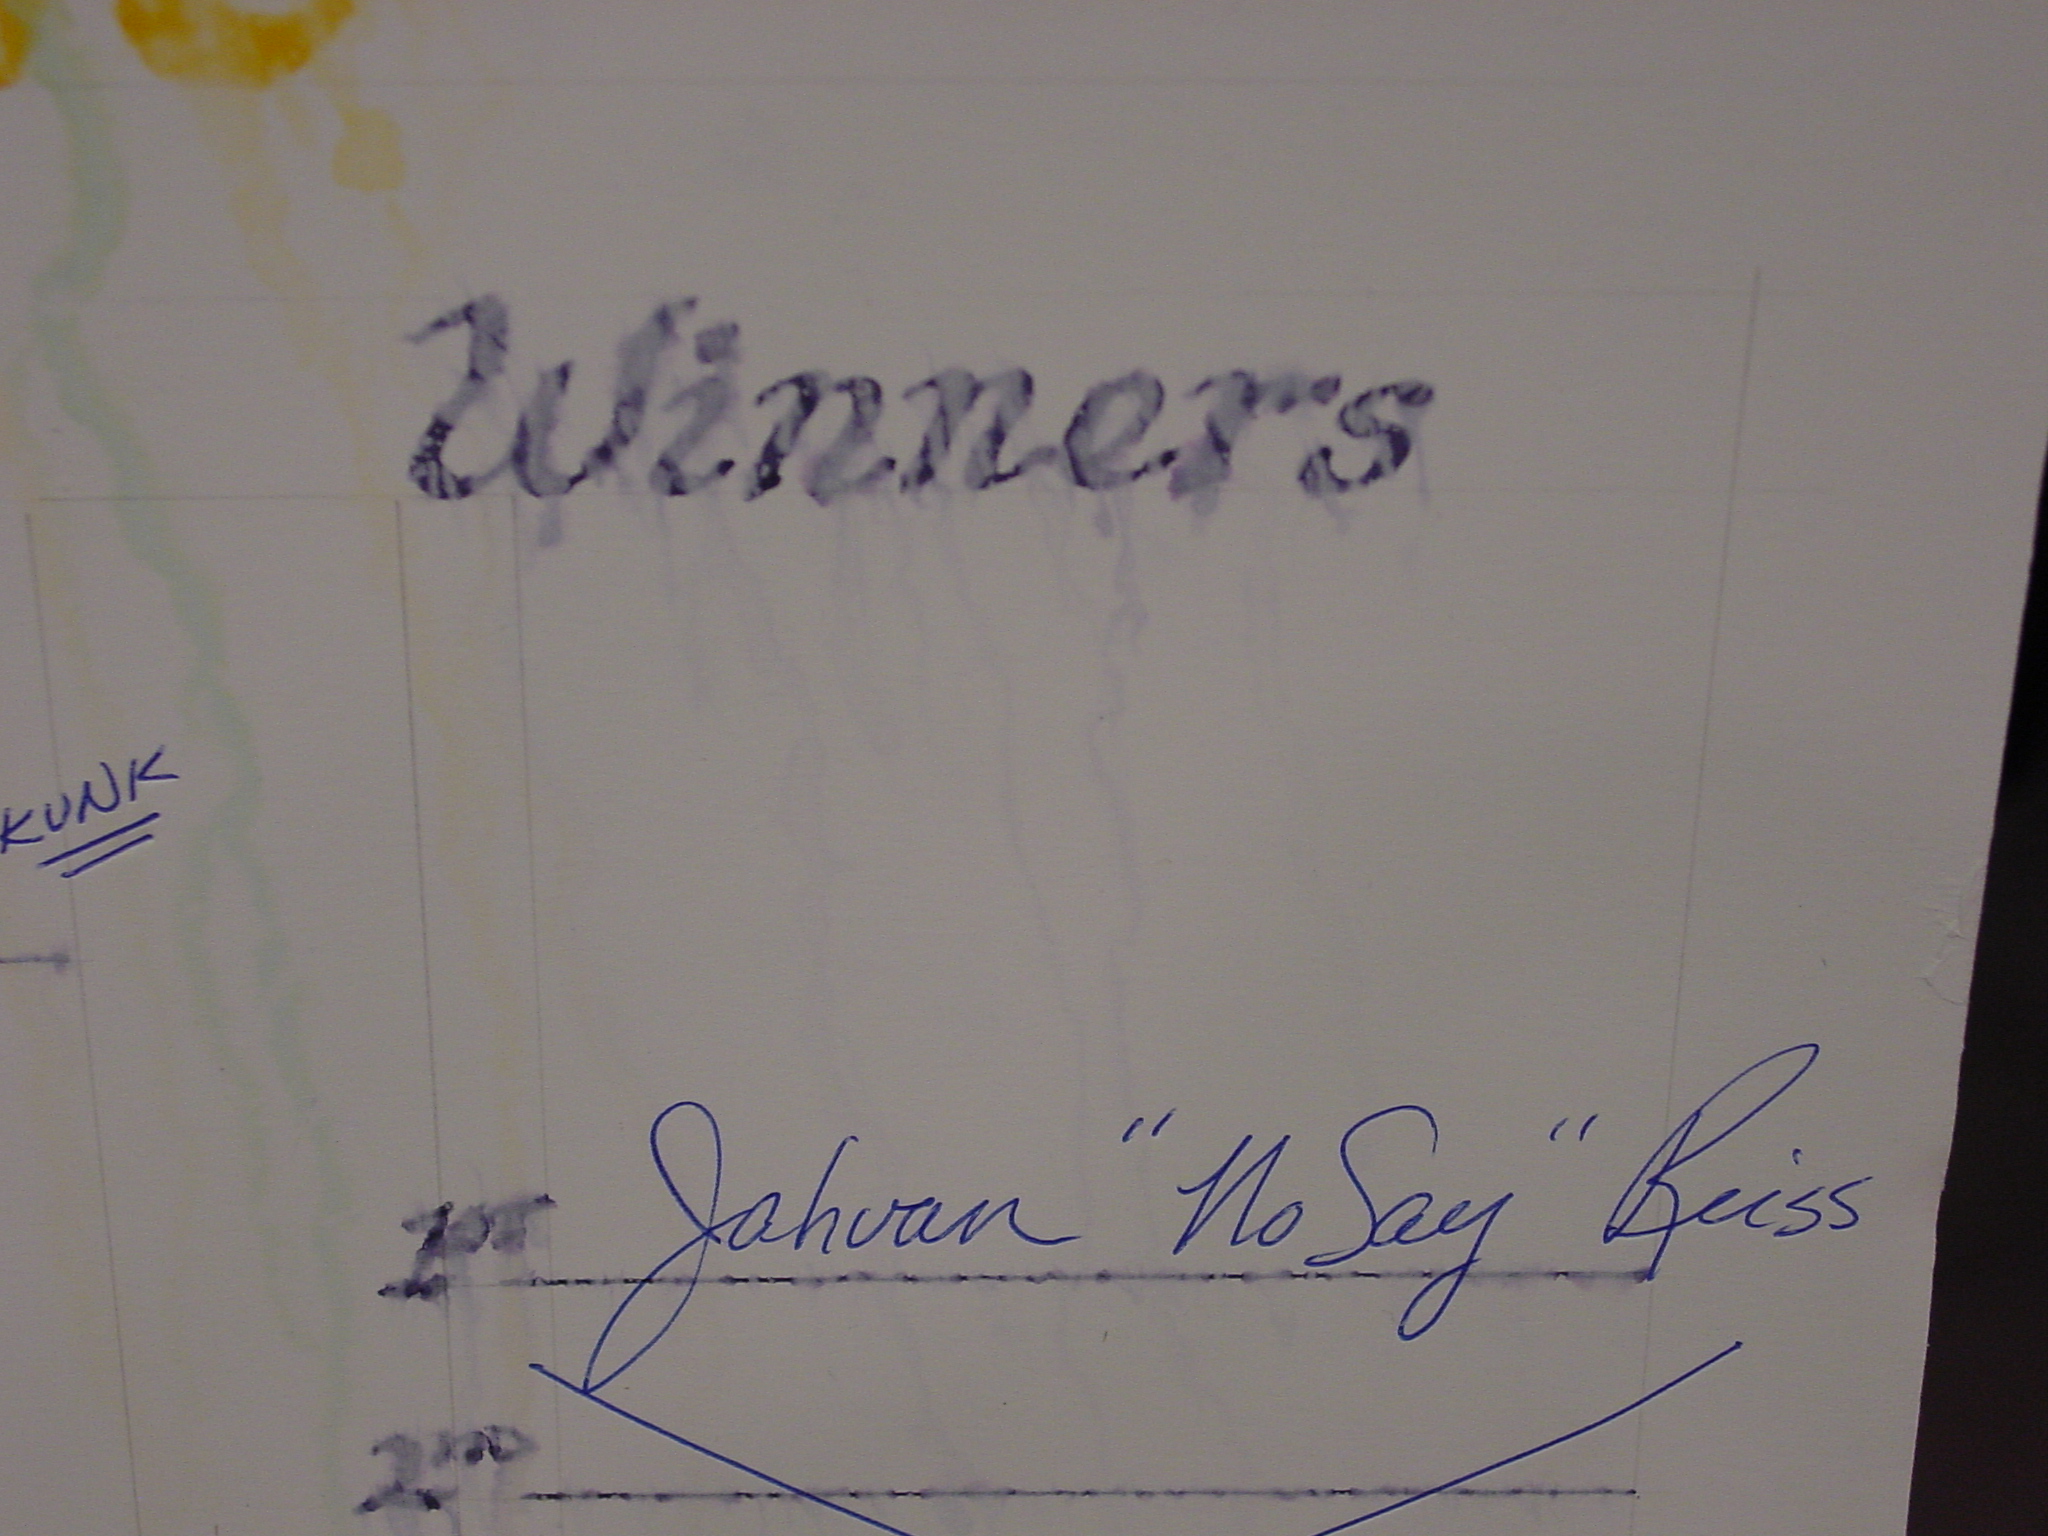 Winners
KUNK
1ST Jahvan "No Say" Reiss
2ND